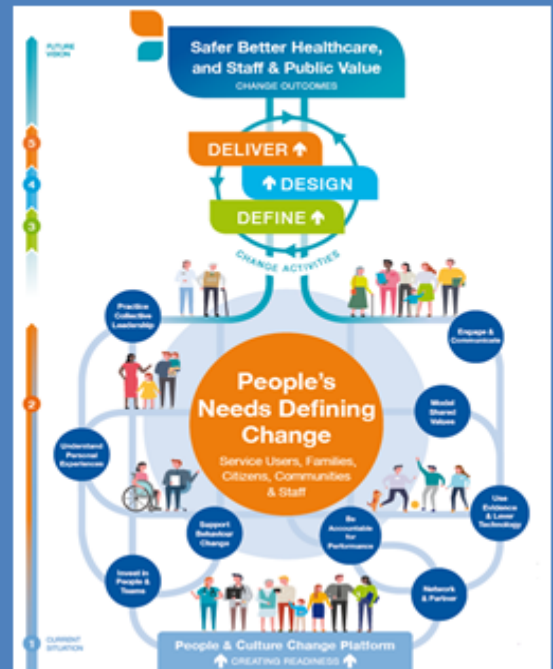 FUTURE
VISION
Safer Better Healthcare,
and Staff & Public Value
CHANGE OUTCOMES
5
4
3
DELIVER
DESIGN
DEFINE
CHANGE ACTIVITIES
Practice
Collective
Leadership
Engage &
Communicate
2
People's
Needs Defining
Change
Service Users, Families,
Citizens, Communities
& Staff
Model
Shared
Values
Understand
Personal
Experiences
Use
Evidence
& Lever
Technology
Support
Behaviour
Change
Be
Accountable
for
Performance
Invest in
People &
Teams
Network
& Partner
1
CURRENT
SITUATION
People & Culture Change Platform
CREATING READINESS